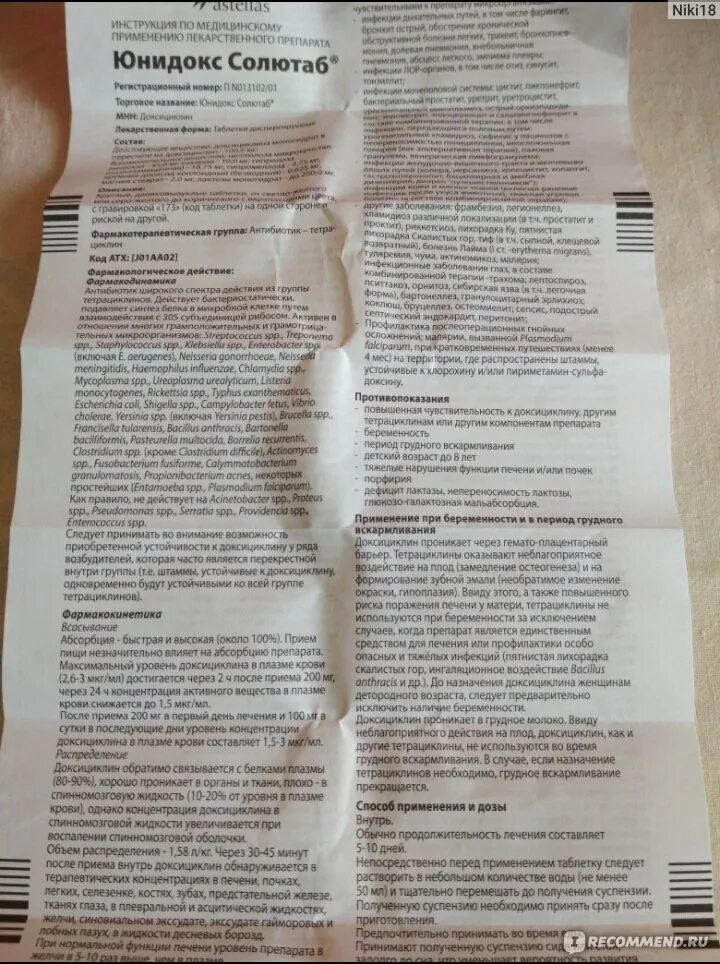 Niki18
astellas
ИНСТРУКЦИЯ ПО МЕДИЦИНСКОМУ
ПРИМЕНЕНИЮ ЛЕКАРСТВЕННОГО ПРЕПАРАТА
Юнидокс Солютаб®
Регистрационный номер: П N013102/01
Торговое название: Юнидокс Солютаб®
МНН: Доксициклин
Лекарственная форма: Таблетки диспергируемые
Состав:
Действующее вещество: доксициклина моногидрат в
Описание:
с гравировкой «173» (код таблетки) на одной стороне и
риской на другой.
Фармакотерапевтическая группа: Антибиотик – тетра-
циклин
Код АТХ: [J01AA02]
Фармакологическое действие:
Фармакодинамика
Антибиотик широкого спектра действия из группы
тетрациклинов. Действует бактериостатически,
подавляет синтез белка в микробной клетке путем
взаимодействия с 30S субъединицей рибосом. Активен в
отношении многих грамположительных и грамотрица-
тельных микроорганизмов: Streptococcus spp., Treponema
spp., Staphylococcus spp., Klebsiella spp., Enterobacter spp.
(включая E. aerugenes), Neisseria gonorrhoeae, Neisseria
meningitidis, Haemophilus influenzae, Chlamydia spp.,
Mycoplasma spp., Ureaplasma urealyticum, Listeria
monocytogenes, Rickettsia spp., Typhus exanthematicus,
Escherichia coli, Shigella spp., Campylobacter fetus, Vibrio
cholerae, Yersinia spp. (включая Yersinia pestis), Brucella spp.,
Francisella tularensis, Bacillus anthracis, Bartonella
bacilliformis, Pasteurella multocida, Borrelia recurrentis,
Clostridium spp. (кроме Clostridium difficile), Actinomyces
spp., Fusobacterium fusiforme, Calymmatobacterium
granulomatosis, Propionibacterium acnes, некоторых
простейших (Entamoeba spp., Plasmodium falciparum).
Как правило, не действует на Acinetobacter spp., Proteus
spp., Pseudomonas spp., Serratia spp., Providencia spp.,
Enterococcus spp.
Следует принимать во внимание возможность
приобретенной устойчивости к доксициклину у ряда
возбудителей, которая часто является перекрестной
внутри группы (т.е. штаммы, устойчивые к доксициклину,
одновременно будут устойчивыми ко всей группе
тетрациклинов).
Фармакокинетика
Всасывание
Абсорбция - быстрая и высокая (около 100%). Прием
пищи незначительно влияет на абсорбцию препарата.
Максимальный уровень доксициклина в плазме крови
(2,6-3 мкг/мл) достигается через 2 ч после приема 200 мг,
через 24 ч концентрация активного вещества в плазме
крови снижается до 1,5 мкг/мл.
После приема 200 мг в первый день лечения и 100 мг в
сутки в последующие дни уровень концентрации
доксициклина в плазме крови составляет 1,5-3 мкг/мл.
Распределение
Доксициклин обратимо связывается с белками плазмы
(80-90%), хорошо проникает в органы и ткани, плохо - в
спинномозговую жидкость (10-20% от уровня в плазме
крови), однако концентрация доксициклина в
спинномозговой жидкости увеличивается при
воспалении спинномозговой оболочки.
Объем распределения - 1,58 л/кг. Через 30-45 минут
после приема внутрь доксициклин обнаруживается в
терапевтических концентрациях в печени, почках,
легких, селезенке, костях, зубах, предстательной железе,
тканях глаза, в плевральной и асцитической жидкостях,
желчи, синовиальном экссудате, экссудате гайморовых и
лобных пазух, в жидкости десневых борозд.
При нормальной функции печени уровень препарата в
желчи в 5-10 раз выше, чем в плазме
чувствительными к препарату микроорганизмами:
- инфекции дыхательных путей, в том числе фарингит,
бронхит острый, обострение хронической
обструктивной болезни легких, трахеит, бронхопнев-
мония, долевая пневмония, внебольничная
пневмония, абсцесс легкого, эмпиема плевры;
- инфекции ЛОР-органов, в том числе отит, синусит,
тонзиллит;
- инфекции мочеполовой системы: цистит, пиелонефрит,
бактериальный простатит, уретрит, уретроцистит,
другие заболевания: фрамбезия, легионеллез,
хламидиоз различной локализации (в т.ч. простатит и
проктит), риккетсиоз, лихорадка Ку, пятнистая
лихорадка Скалистых гор, тиф (в т.ч. сыпной, клещевой
возвратный), болезнь Лайма (I ст. -erythema migrans),
туляремия, чума, актиномикоз, малярия;
инфекционные заболевания глаз, в составе
комбинированной терапии -трахома; лептоспироз,
пситтакоз, орнитоз, сибирская язва (в т.ч. легочная
форма), бартонеллез, гранулоцитарный эрлихиоз;
коклюш, бруцеллез, остеомиелит; сепсис, подострый
септический эндокардит, перитонит;
- Профилактика послеоперационных гнойных
осложнений; малярии, вызванной Plasmodium
falciparum, при кратковременных путешествиях (менее
4 мес) на территории, где распространены штаммы,
устойчивые к хлорохину и/или пириметамин-сульфа-
доксину.
Противопоказания
- повышенная чувствительность к доксициклину, другим
тетрациклинам или другим компонентам препарата
- беременность
- период грудного вскармливания
- детский возраст до 8 лет
- тяжелые нарушения функции печени и/или почек
- порфирия
- дефицит лактазы, непереносимость лактозы,
глюкозо-галактозная мальабсорбция.
Применение при беременности и в период грудного
вскармливания
Доксициклин проникает через гемато-плацентарный
барьер. Тетрациклины оказывают неблагоприятное
воздействие на плод (замедление остеогенеза) и на
формирование зубной эмали (необратимое изменение
окраски, гипоплазия). Ввиду этого, а также повышенного
риска поражения печени у матери, тетрациклины не
используются при беременности за исключением
случаев, когда препарат является единственным
средством для лечения или профилактики особо
опасных и тяжёлых инфекций (пятнистая лихорадка
скалистых гор, ингаляционное воздействие Bacillus
anthracis и др.). До назначения доксициклина женщинам
детородного возраста, следует предварительно
исключить наличие беременности.
Доксициклин проникает в грудное молоко. Ввиду
неблагоприятного действия на плод, доксициклин, как и
другие тетрациклины, не используются во время
грудного вскармливания. В случае, если назначение
тетрациклинов необходимо, грудное вскармливание
прекращается.
Способ применения и дозы
Внутрь.
Обычно продолжительность лечения составляет
5-10 дней.
Непосредственно перед применением таблетку следует
растворить в небольшом количестве воды (не менее
50 мл) и тщательно перемешать до получения суспензии.
Полученную суспензию необходимо принять сразу после
приготовления.
Предпочтительно принимать во время
Принимают полученную суспензию
IRECOMMEND.RU